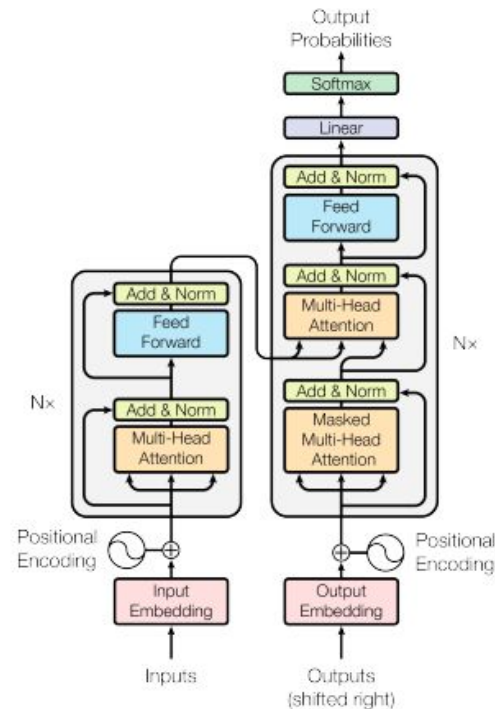 Output
Probabilities
Softmax
Linear
Add & Norm
Feed
Forward
Add & Norm
Multi-Head
Attention
Add & Norm
Masked
Multi-Head
Attention
Nx
Positional
Encoding
Output
Embedding
Outputs
(shifted right)
Add & Norm
Feed
Forward
Add & Norm
Multi-Head
Attention
Nx
Positional
Encoding
Input
Embedding
Inputs